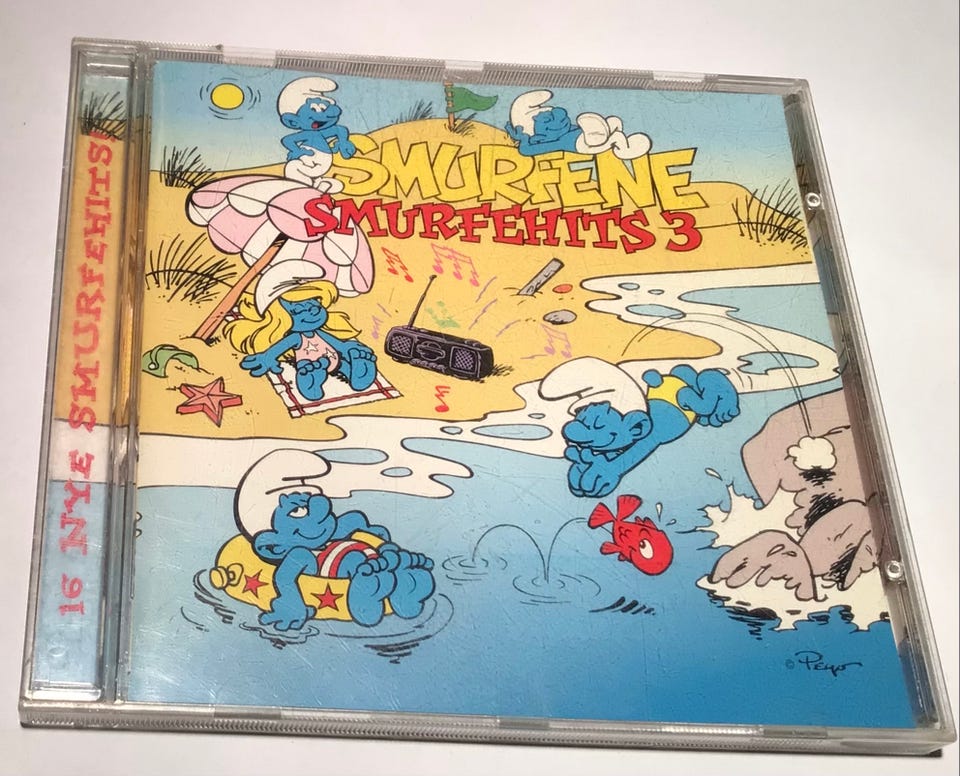 16 NYE SMURFEHITS!
SMURFENE
SMURFEHITS 3
© Peyo